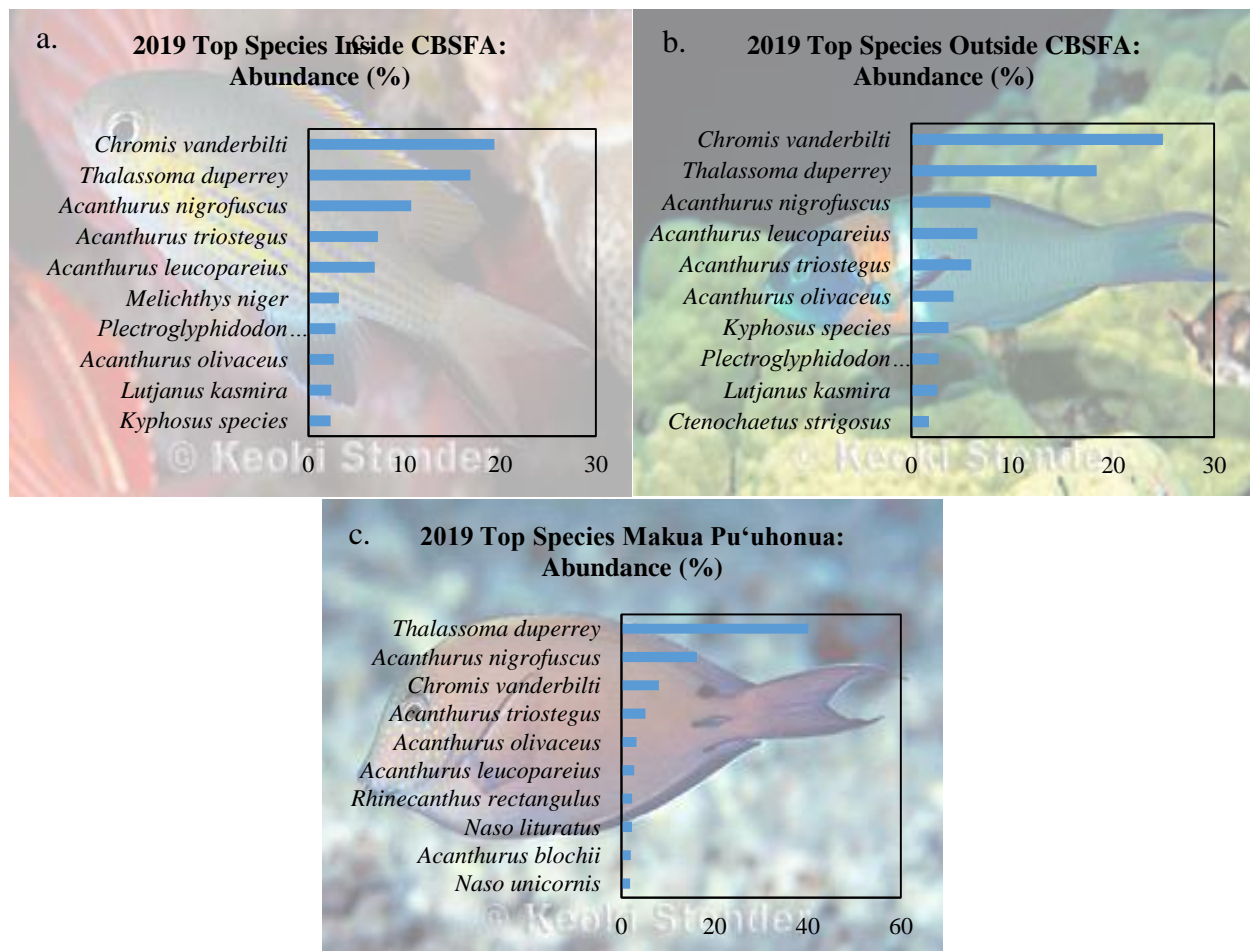 a.
2019 Top Species Inside CBSFA:
Abundance (%)
Chromis vanderbilti
Thalassoma duperrey
Acanthurus nigrofuscus
Acanthurus triostegus
Acanthurus leucopareius
Melichthys niger
Plectroglyphidodon…
Acanthurus olivaceus
Lutjanus kasmira
Kyphosus species
0 10 20 30
© Keoki Stender
b.
2019 Top Species Outside CBSFA:
Abundance (%)
Chromis vanderbilti
Thalassoma duperrey
Acanthurus nigrofuscus
Acanthurus leucopareius
Acanthurus triostegus
Acanthurus olivaceus
Kyphosus species
Plectroglyphidodon…
Lutjanus kasmira
Ctenochaetus strigosus
0 10 20 30
© Keoki Stender
c.
2019 Top Species Makua Pu‘uhonua:
Abundance (%)
Thalassoma duperrey
Acanthurus nigrofuscus
Chromis vanderbilti
Acanthurus triostegus
Acanthurus olivaceus
Acanthurus leucopareius
Rhinecanthus rectangulus
Naso lituratus
Acanthurus blochii
Naso unicornis
0 20 40 60
© Keoki Stender